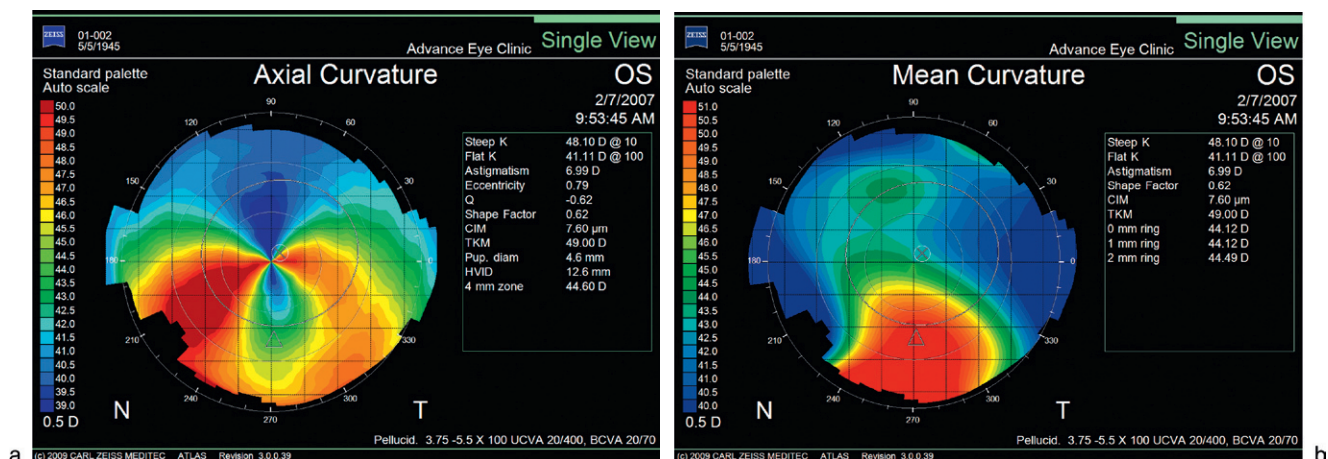 ZEISS
01-002
5/5/1945
Advance Eye Clinic
Single View
Standard palette
Auto scale
Axial Curvature
OS
2/7/2007
9:53:45 AM
50.0
49.5
49.0
48.5
48.0
47.5
47.0
46.5
46.0
45.5
45.0
44.5
44.0
43.5
43.0
42.5
42.0
41.5
41.0
40.5
40.0
39.5
39.0
0.5 D
90
120
60
150
30
180
0
210
330
240
300
270
N
T
Steep K 48.10 D @ 10
Flat K 41.11 D @ 100
Astigmatism 6.99 D
Eccentricity 0.79
Q -0.62
Shape Factor 0.62
CIM 7.60 µm
TKM 49.00 D
Pup. diam 4.6 mm
HVID 12.6 mm
4 mm zone 44.60 D
Pellucid. 3.75 -5.5 X 100 UCVA 20/400, BCVA 20/70
a
(c) 2009 CARL ZEISS MEDITEC ATLAS Revision 3.0.0.39
ZEISS
01-002
5/5/1945
Advance Eye Clinic
Single View
Standard palette
Auto scale
Mean Curvature
OS
2/7/2007
9:53:45 AM
51.0
50.5
50.0
49.5
49.0
48.5
48.0
47.5
47.0
46.5
46.0
45.5
45.0
44.5
44.0
43.5
43.0
42.5
42.0
41.5
41.0
40.5
40.0
0.5 D
90
120
60
150
30
180
0
210
330
240
300
270
N
T
Steep K 48.10 D @ 10
Flat K 41.11 D @ 100
Astigmatism 6.99 D
Shape Factor 0.62
CIM 7.60 µm
TKM 49.00 D
0 mm ring 44.12 D
1 mm ring 44.12 D
2 mm ring 44.49 D
Pellucid. 3.75 -5.5 X 100 UCVA 20/400, BCVA 20/70
(c) 2009 CARL ZEISS MEDITEC ATLAS Revision 3.0.0.39
b